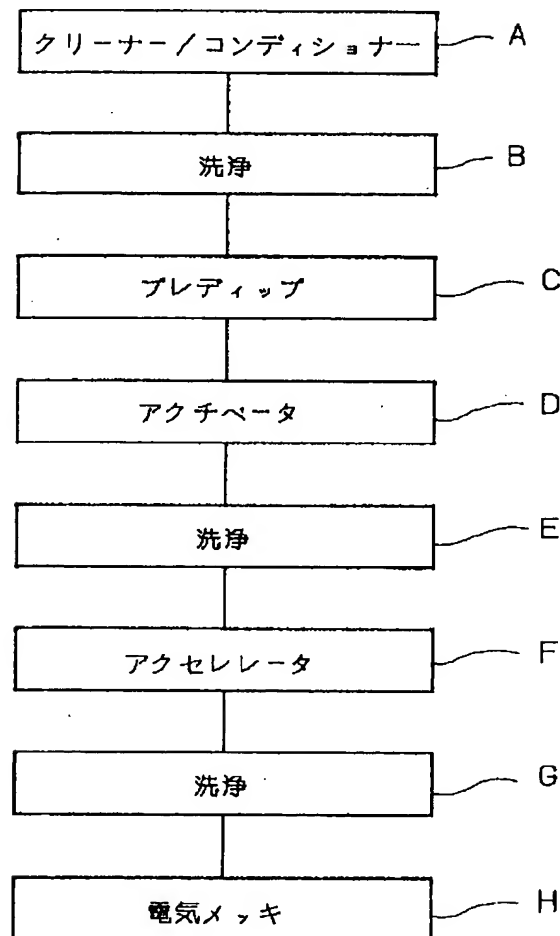 クリーナー/コンディショナー A
洗浄 B
プレディップ C
アクチベータ D
洗浄 E
アクセレレータ F
洗浄 G
電気メッキ H